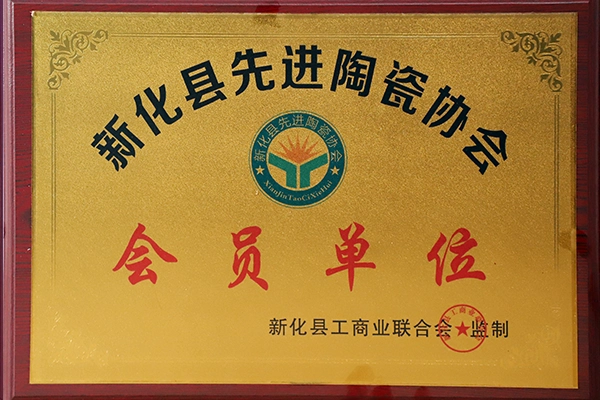 新化县先进陶瓷协会
新化县先进陶瓷协会
XianJinTaoCiXieHui
会员单位
新化县工商业联合会 监制